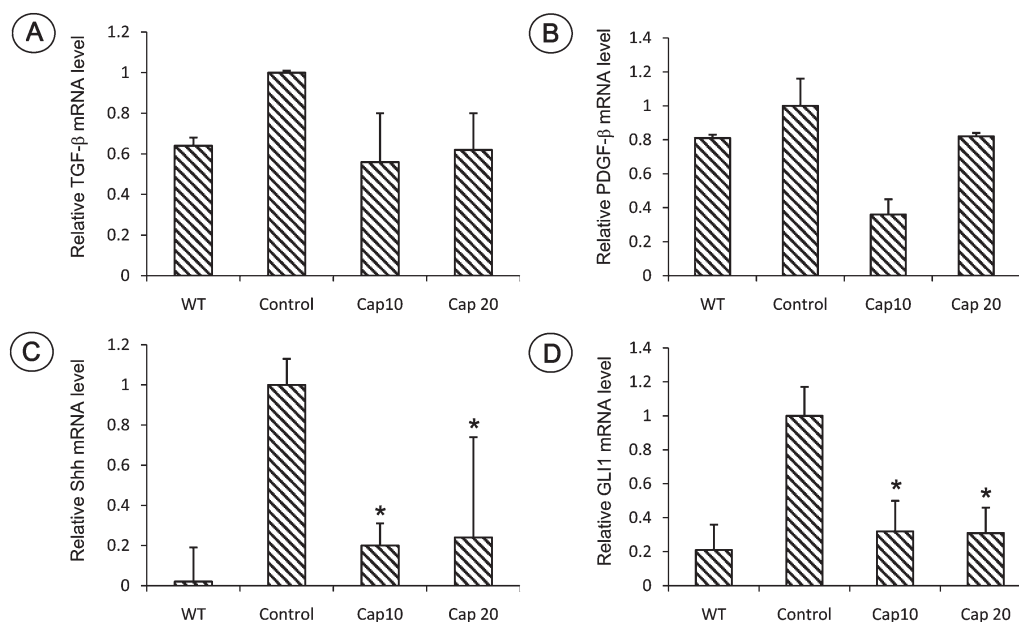 A
Relative TGF-β mRNA level
1.2
1
0.8
0.6
0.4
0.2
0
WT Control Cap10 Cap 20
B
Relative PDGF-β mRNA level
1.4
1.2
1
0.8
0.6
0.4
0.2
0
WT Control Cap10 Cap 20
C
Relative Shh mRNA level
1.2
1
0.8
0.6
0.4
0.2
0
* *
WT Control Cap10 Cap 20
D
Relative GLI1 mRNA level
1.4
1.2
1
0.8
0.6
0.4
0.2
0
* *
WT Control Cap10 Cap 20